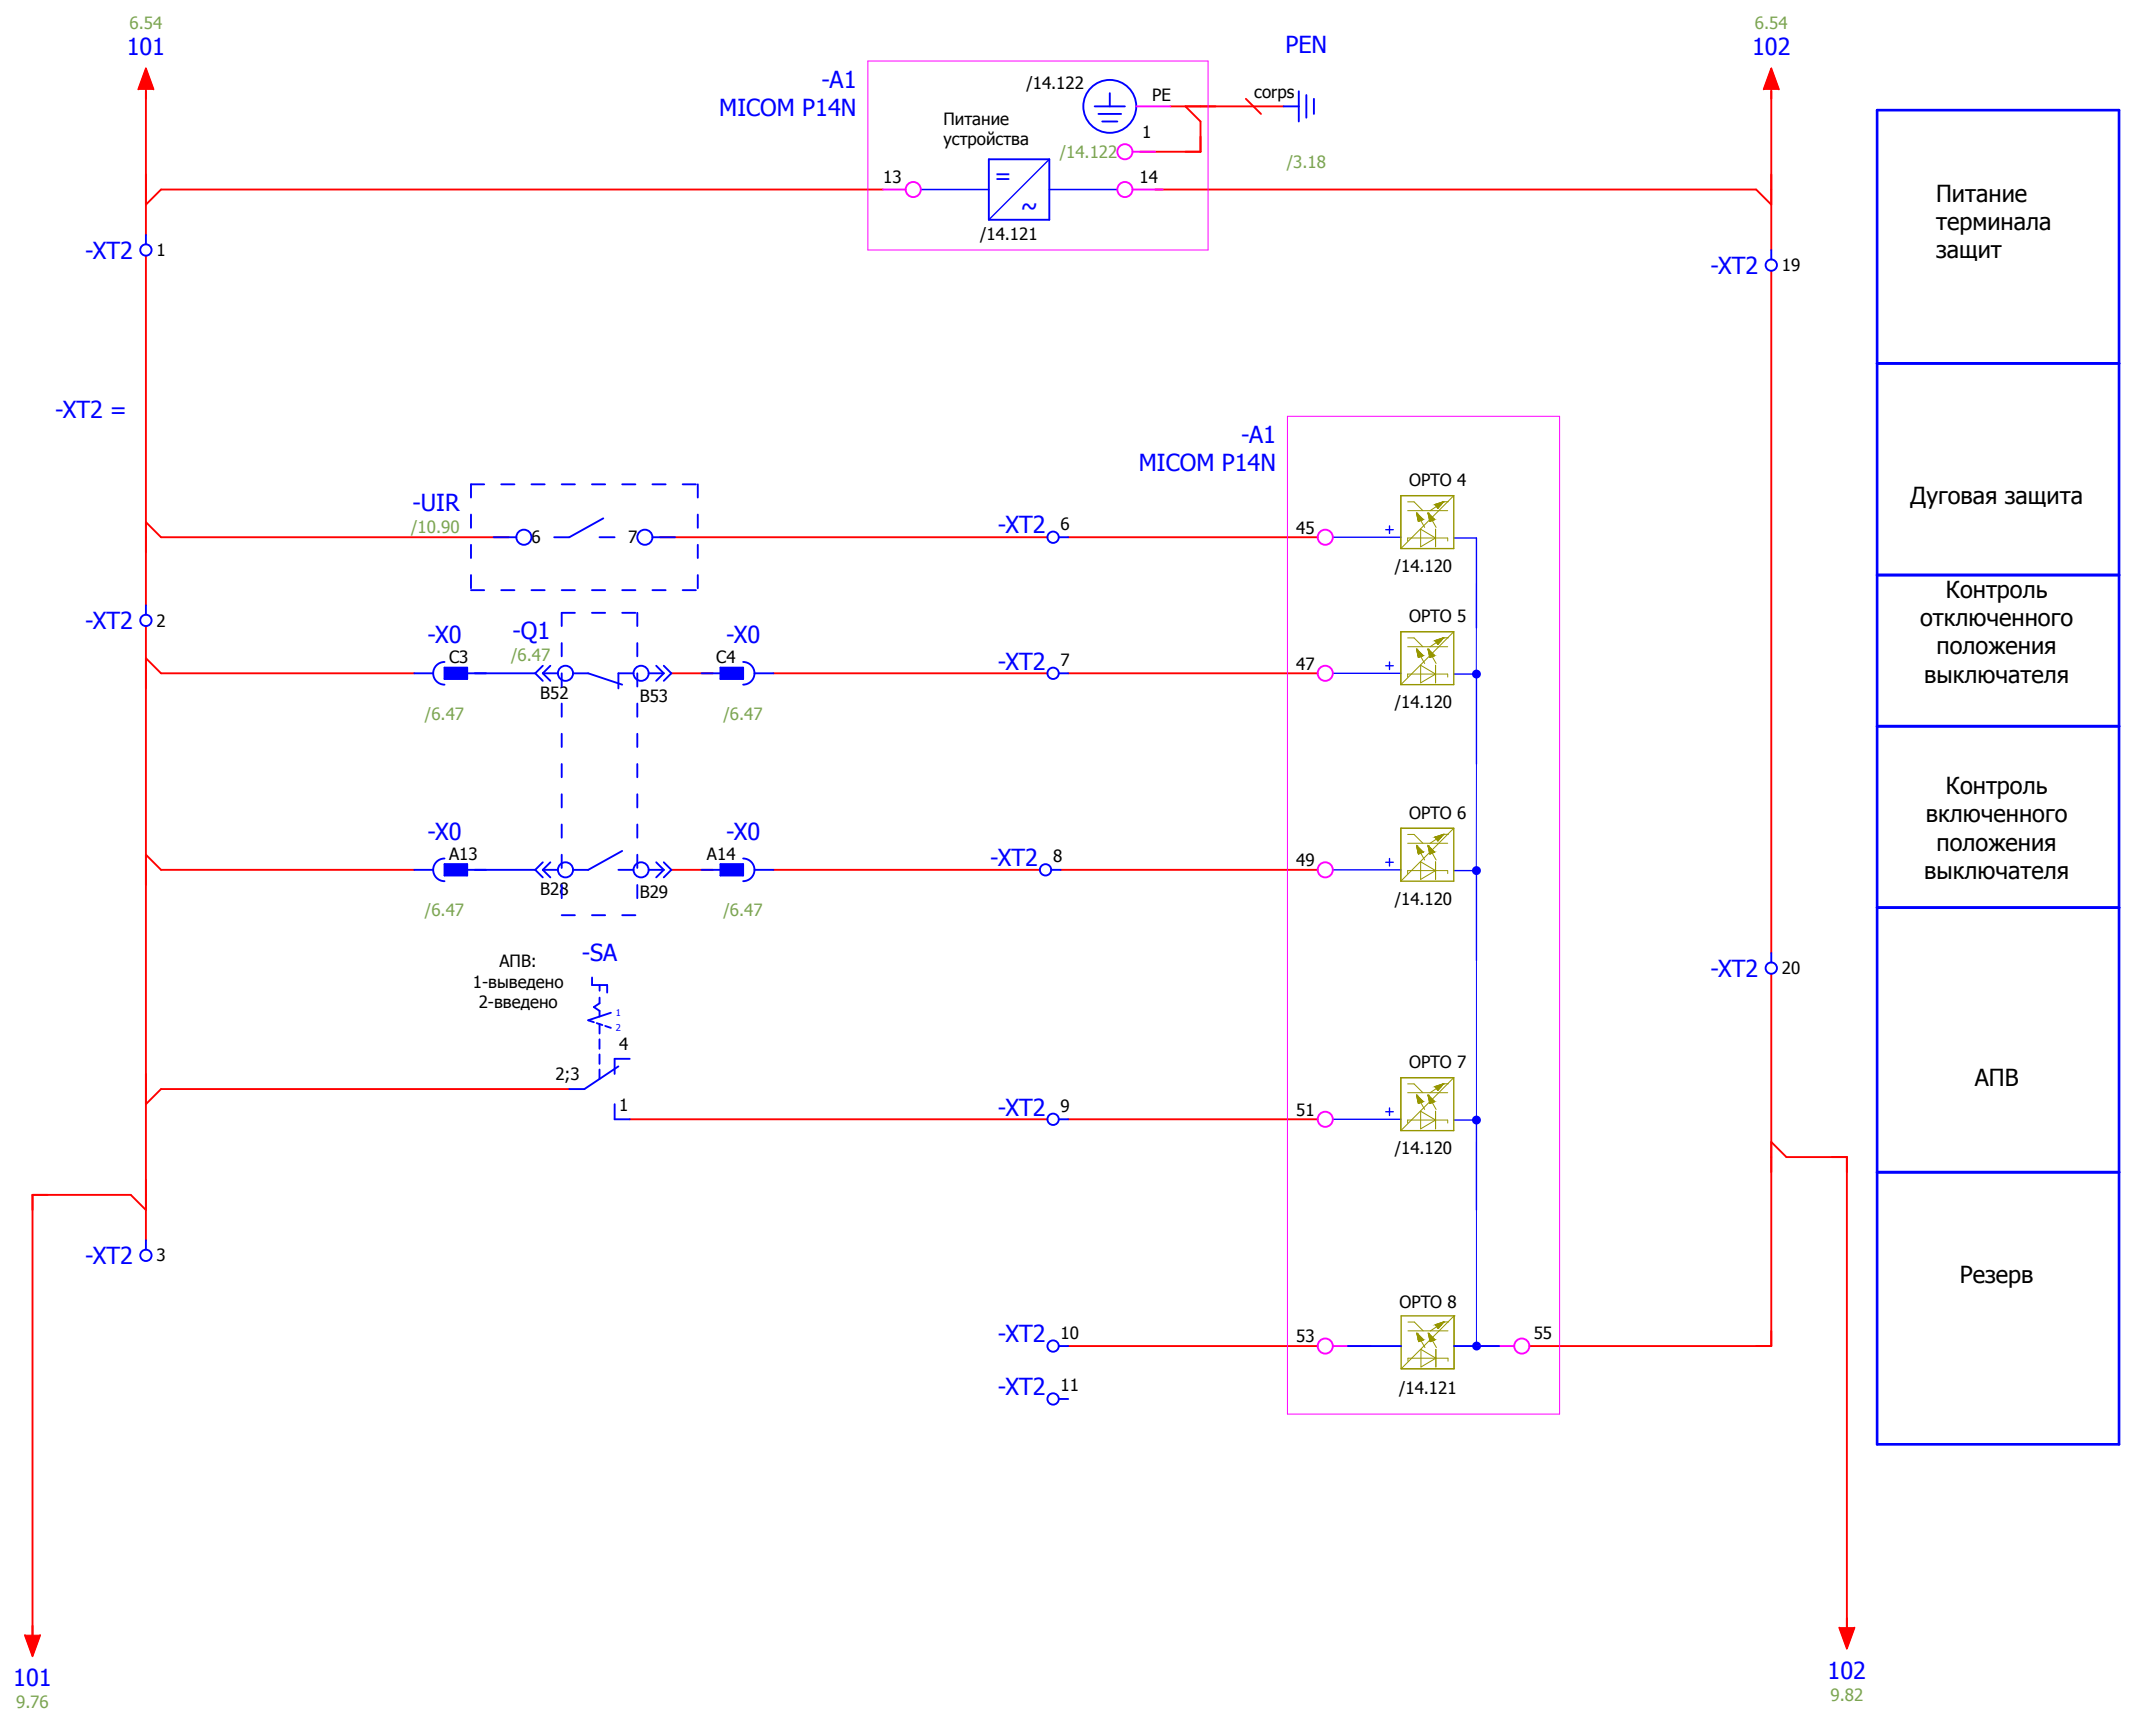 6.54
101
6.54
102
PEN
-A1
MICOM P14N
/14.122
PE
corps
Питание
устройства
1
/14.122
/3.18
13
=
~
14
/14.121
-XT2
1
-XT2
19
Питание
терминала
защит
-XT2 =
-A1
MICOM P14N
-UIR
/10.90
6
7
-XT2
6
45
OPTO 4
+
/14.120
Дуговая защита
-XT2
2
-X0
C3
/6.47
-Q1
/6.47
B52
B53
-X0
C4
/6.47
-XT2
7
47
OPTO 5
+
/14.120
Контроль
отключенного
положения
выключателя
-X0
A13
/6.47
B28
B29
-X0
A14
/6.47
-XT2
8
49
OPTO 6
+
/14.120
Контроль
включенного
положения
выключателя
АПВ:
1-выведено
2-введено
-SA
1
2
4
2;3
1
-XT2
9
51
OPTO 7
+
/14.120
-XT2
20
АПВ
-XT2
3
-XT2
10
53
OPTO 8
55
/14.121
-XT2
11
Резерв
101
9.76
102
9.82